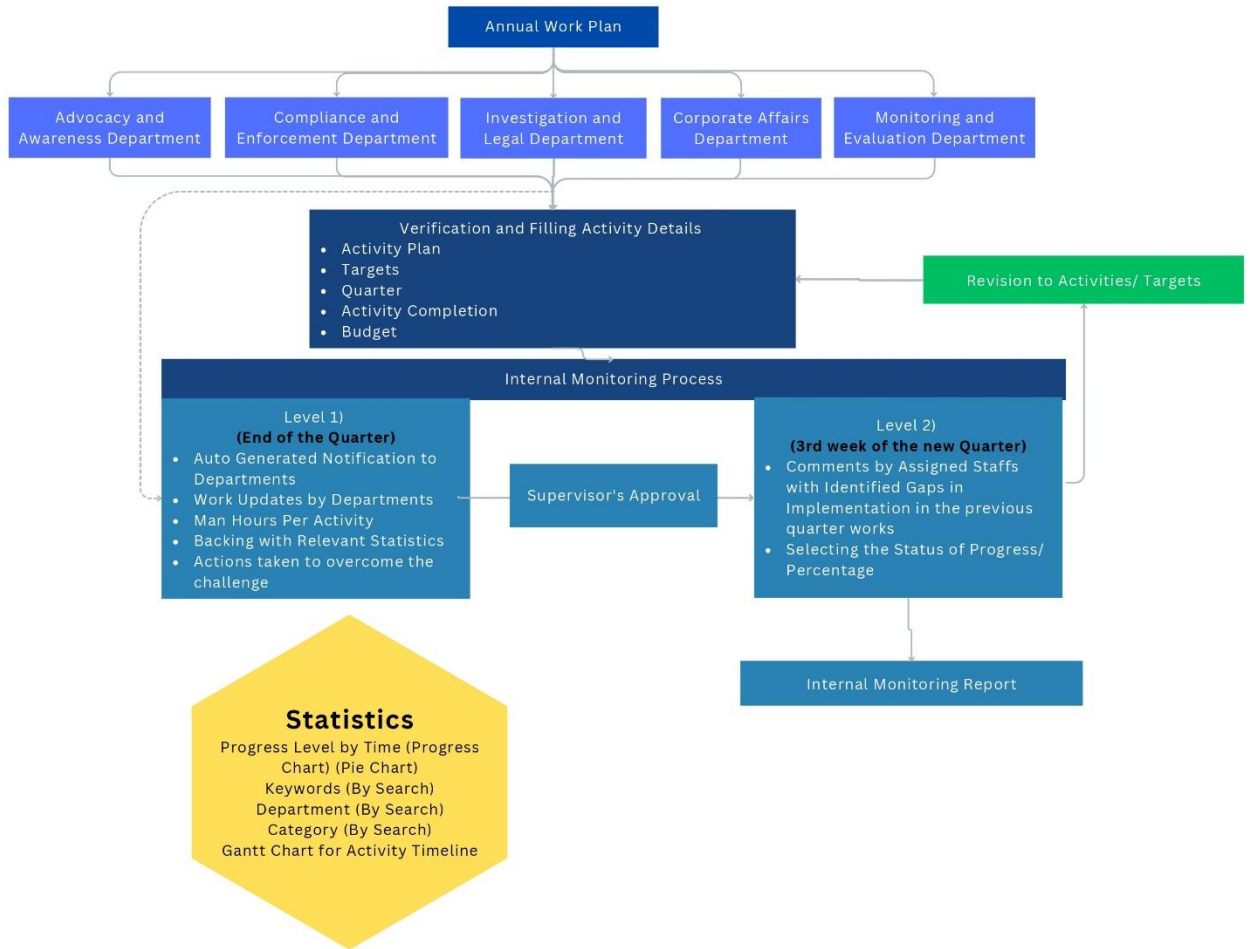 Annual Work Plan
Advocacy and
Awareness Department
Compliance and
Enforcement Department
Investigation and
Legal Department
Corporate Affairs
Department
Monitoring and
Evaluation Department
Verification and Filling Activity Details
• Activity Plan
• Targets
• Quarter
• Activity Completion
• Budget
Revision to Activities/ Targets
Internal Monitoring Process
Level 1)
(End of the Quarter)
• Auto Generated Notification to
Departments
• Work Updates by Departments
• Man Hours Per Activity
• Backing with Relevant Statistics
• Actions taken to overcome the
challenge
Supervisor's Approval
Level 2)
(3rd week of the new Quarter)
• Comments by Assigned Staffs
with Identified Gaps in
Implementation in the previous
quarter works
• Selecting the Status of Progress/
Percentage
Internal Monitoring Report
Statistics
Progress Level by Time (Progress
Chart) (Pie Chart)
Keywords (By Search)
Department (By Search)
Category (By Search)
Gantt Chart for Activity Timeline